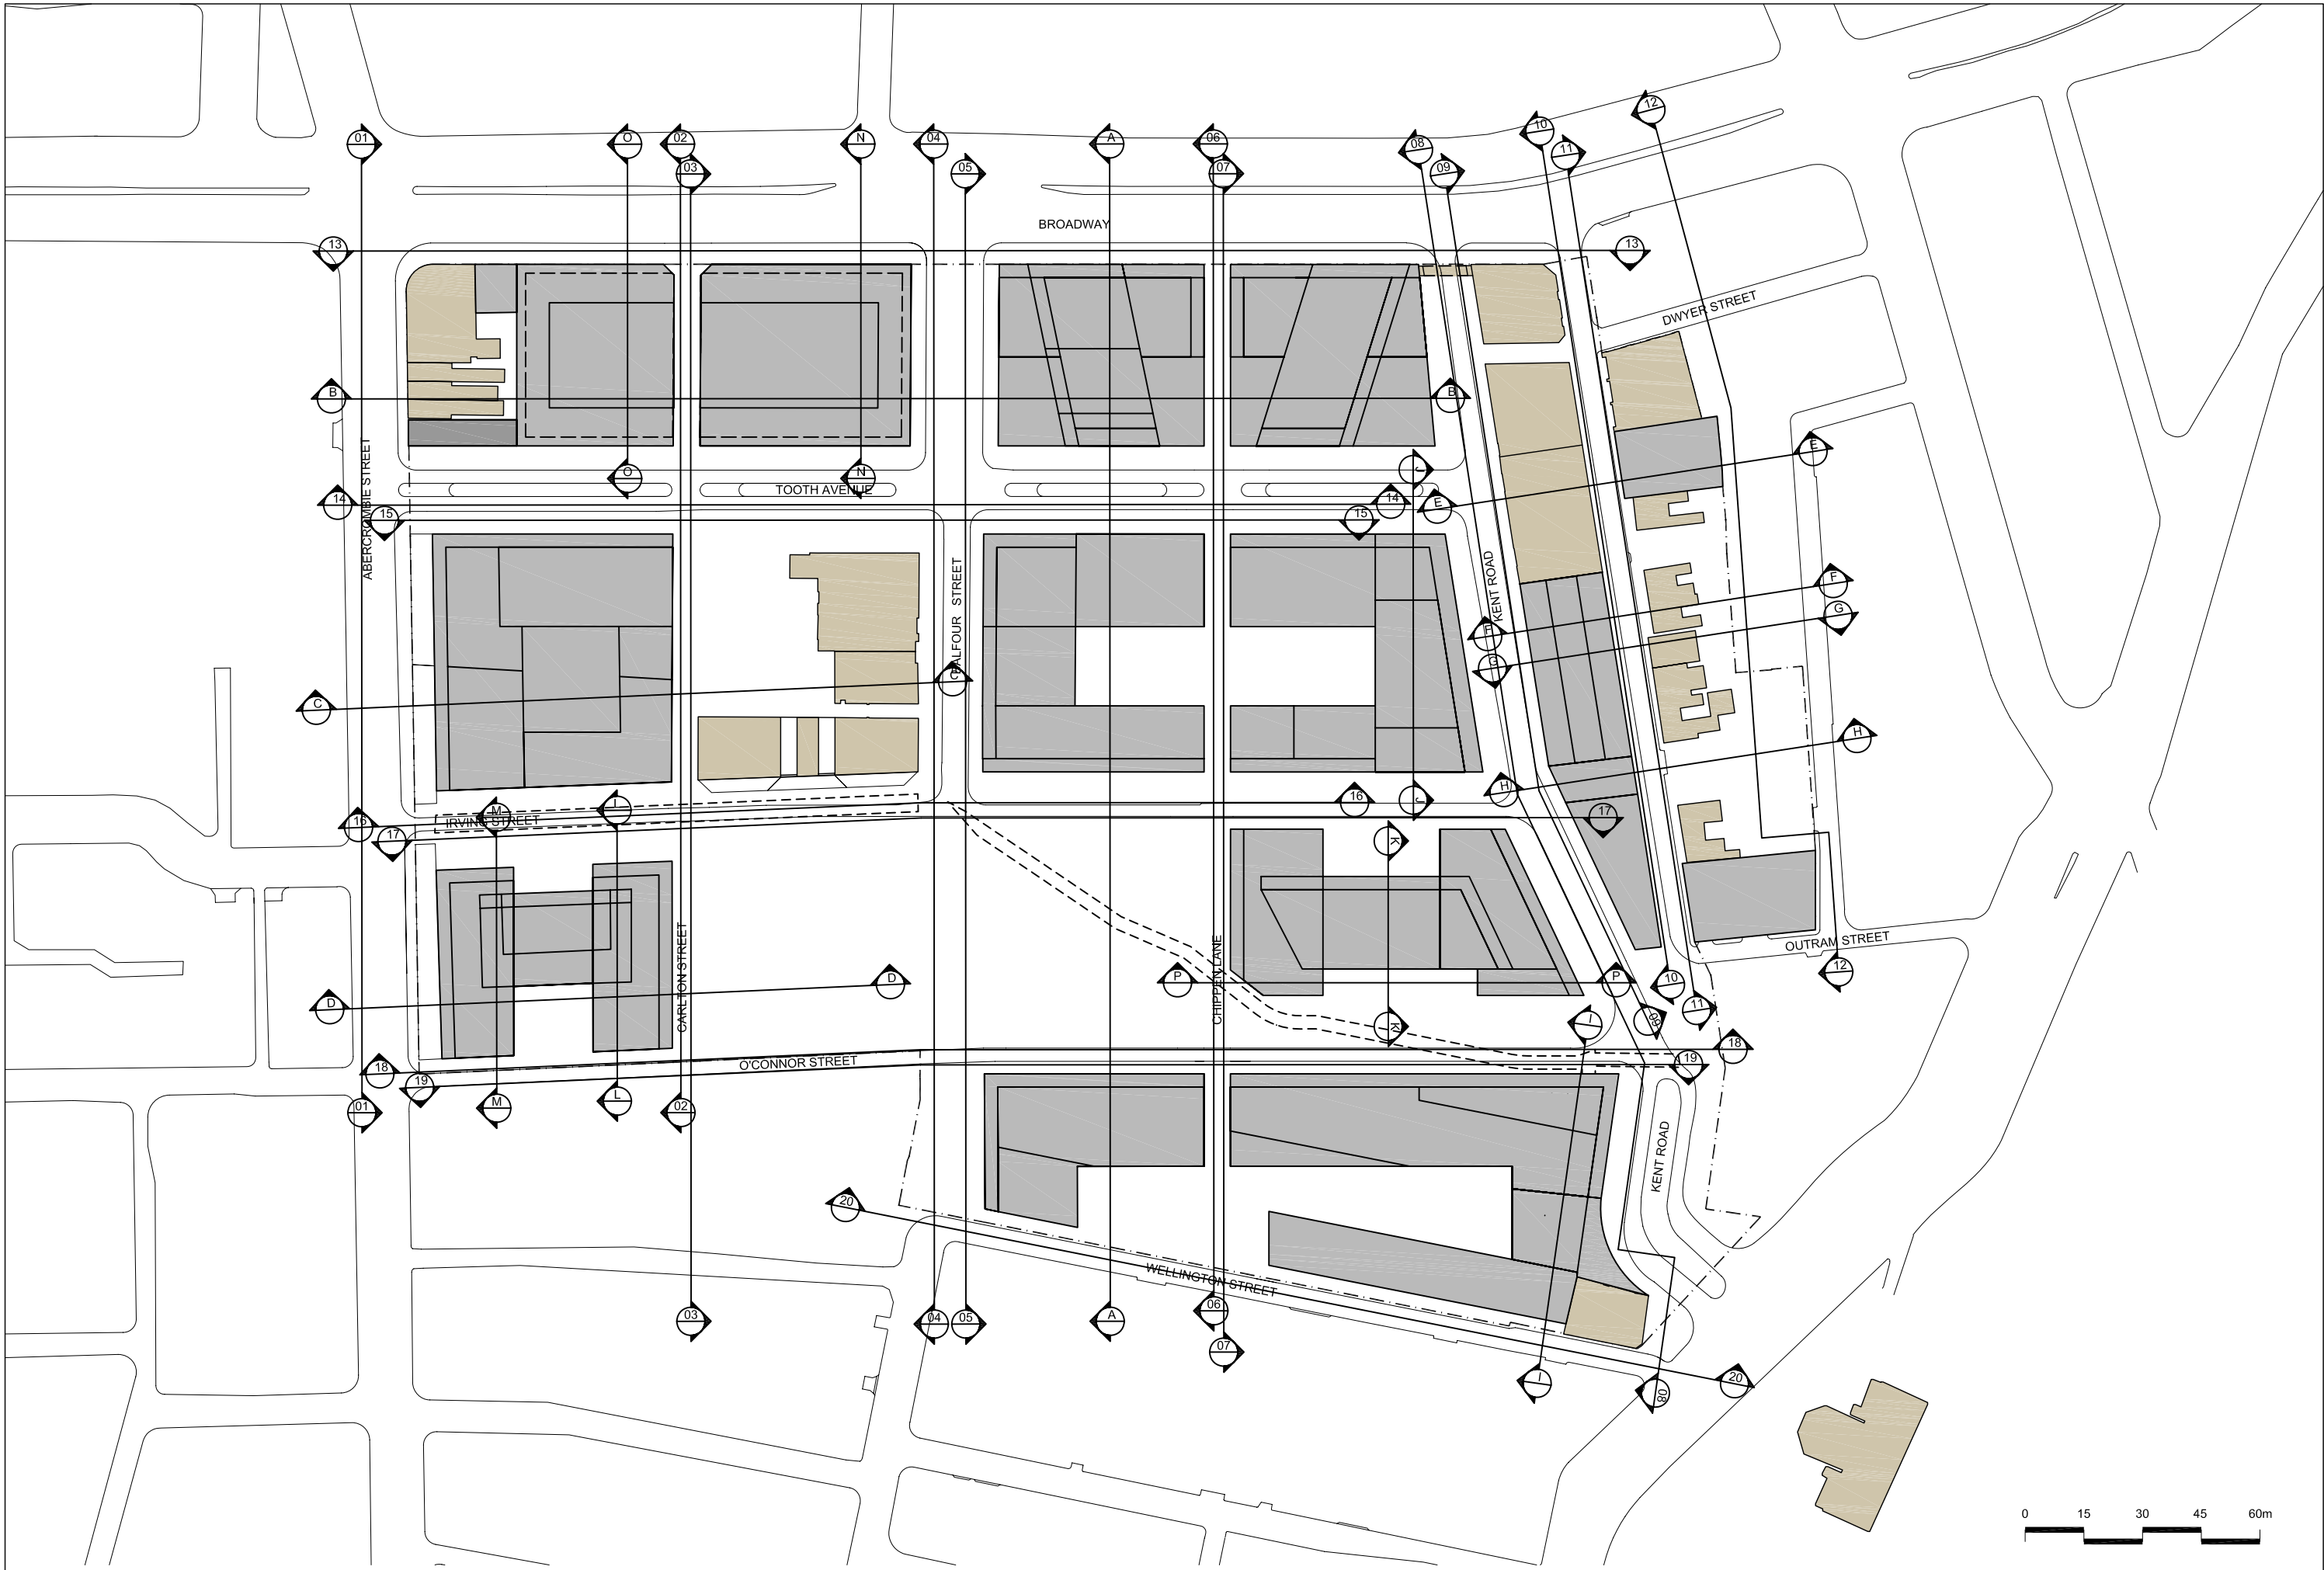 12
10
01
O
02
N
04
A
06
08
11
03
05
07
09
BROADWAY
13
13
DWYER STREET
B
B
ABERCROMBIE STREET
E
O
N
J
TOOTH AVENUE
14
14
E
15
15
BALFOUR STREET
KENT ROAD
F
G
F
G
C
C
H
H
M
I
16
J
16
IRVING STREET
17
17
K
CARLTON STREET
CHIPPEN LANE
OUTRAM STREET
D
D
P
P
12
10
11
K
I
09
O'CONNOR STREET
18
18
19
19
01
M
L
02
KENT ROAD
20
WELLINGTON STREET
03
04
05
A
06
07
I
08
20
0 15 30 45 60m